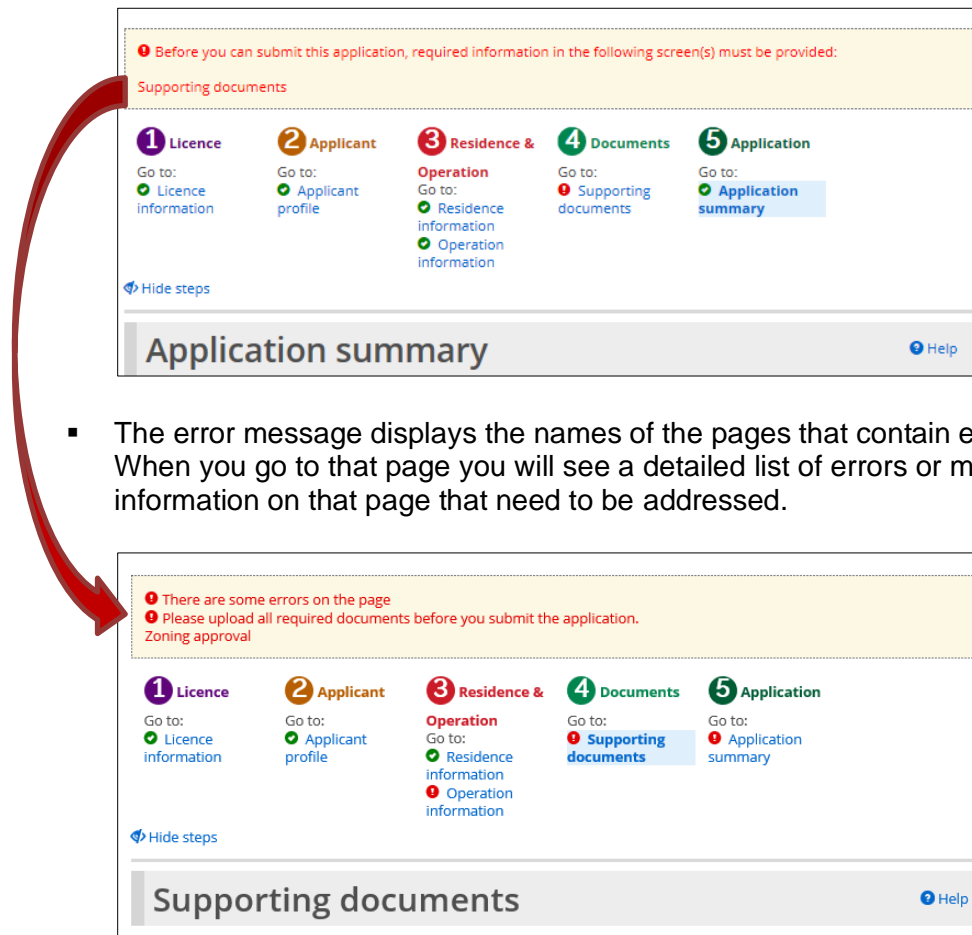 Before you can submit this application, required information in the following screen(s) must be provided:
Supporting documents
1 Licence
Go to:
Licence
information
2 Applicant
Go to:
Applicant
profile
3 Residence &
Operation
Go to:
Residence
information
Operation
information
4 Documents
Go to:
Supporting
documents
5 Application
Go to:
Application
summary
Hide steps
Application summary
Help
▪ The error message displays the names of the pages that contain
When you go to that page you will see a detailed list of errors or
information on that page that need to be addressed.
There are some errors on the page
Please upload all required documents before you submit the application.
Zoning approval
1 Licence
Go to:
Licence
information
2 Applicant
Go to:
Applicant
profile
3 Residence &
Operation
Go to:
Residence
information
Operation
information
4 Documents
Go to:
Supporting
documents
5 Application
Go to:
Application
summary
Hide steps
Supporting documents
Help